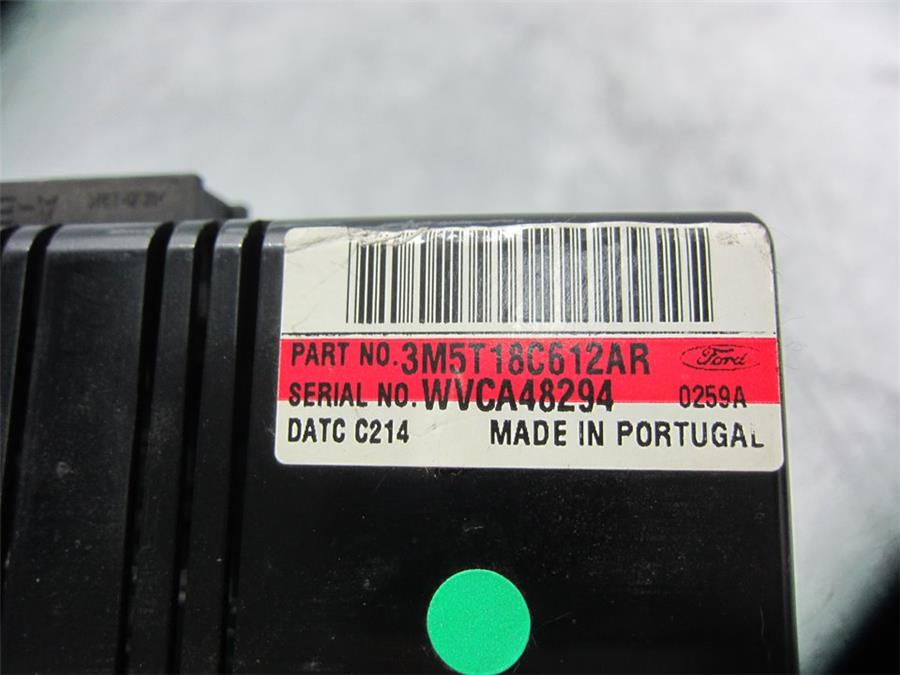 PART NO. 3M5T18C612AR Ford
SERIAL NO. WVCA48294 0259A
DATC C214 MADE IN PORTUGAL